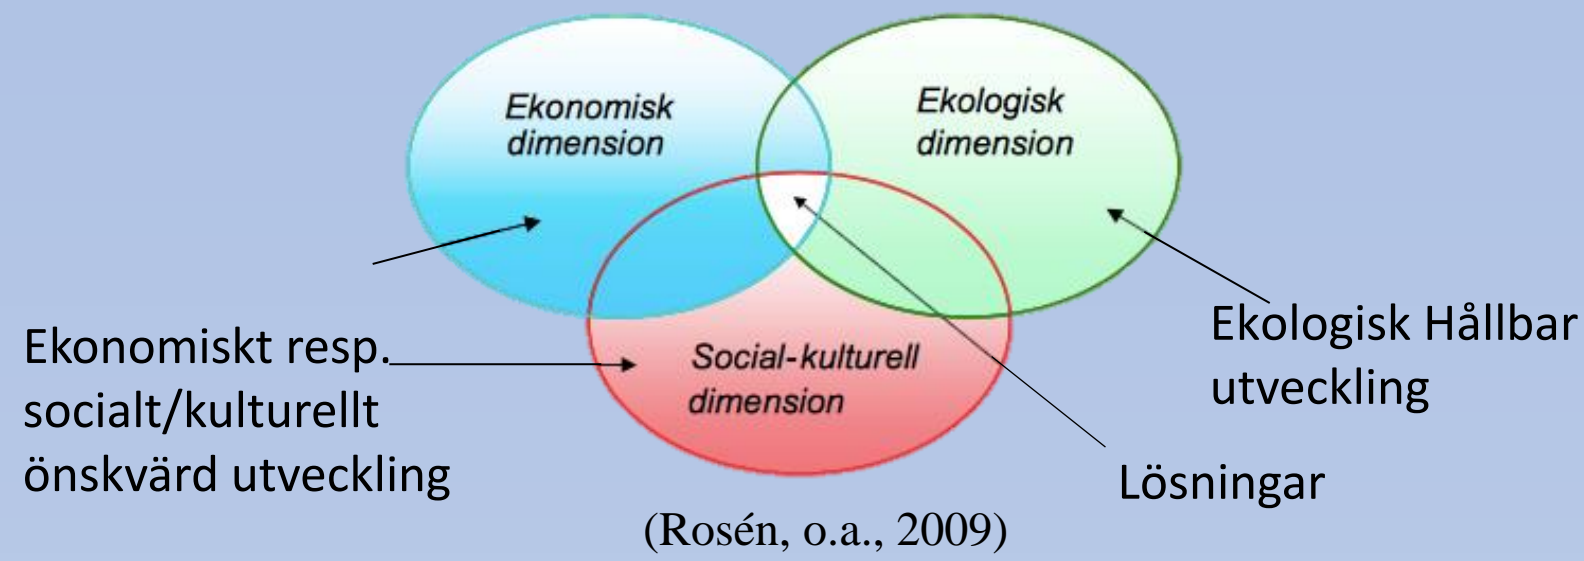 Ekonomisk
dimension
Ekologisk
dimension
Ekonomiskt resp.
socialt/kulturellt
önskvärd utveckling
Social-kulturell
dimension
Ekologisk Hållbar
utveckling
Lösningar
(Rosén, o.a., 2009)